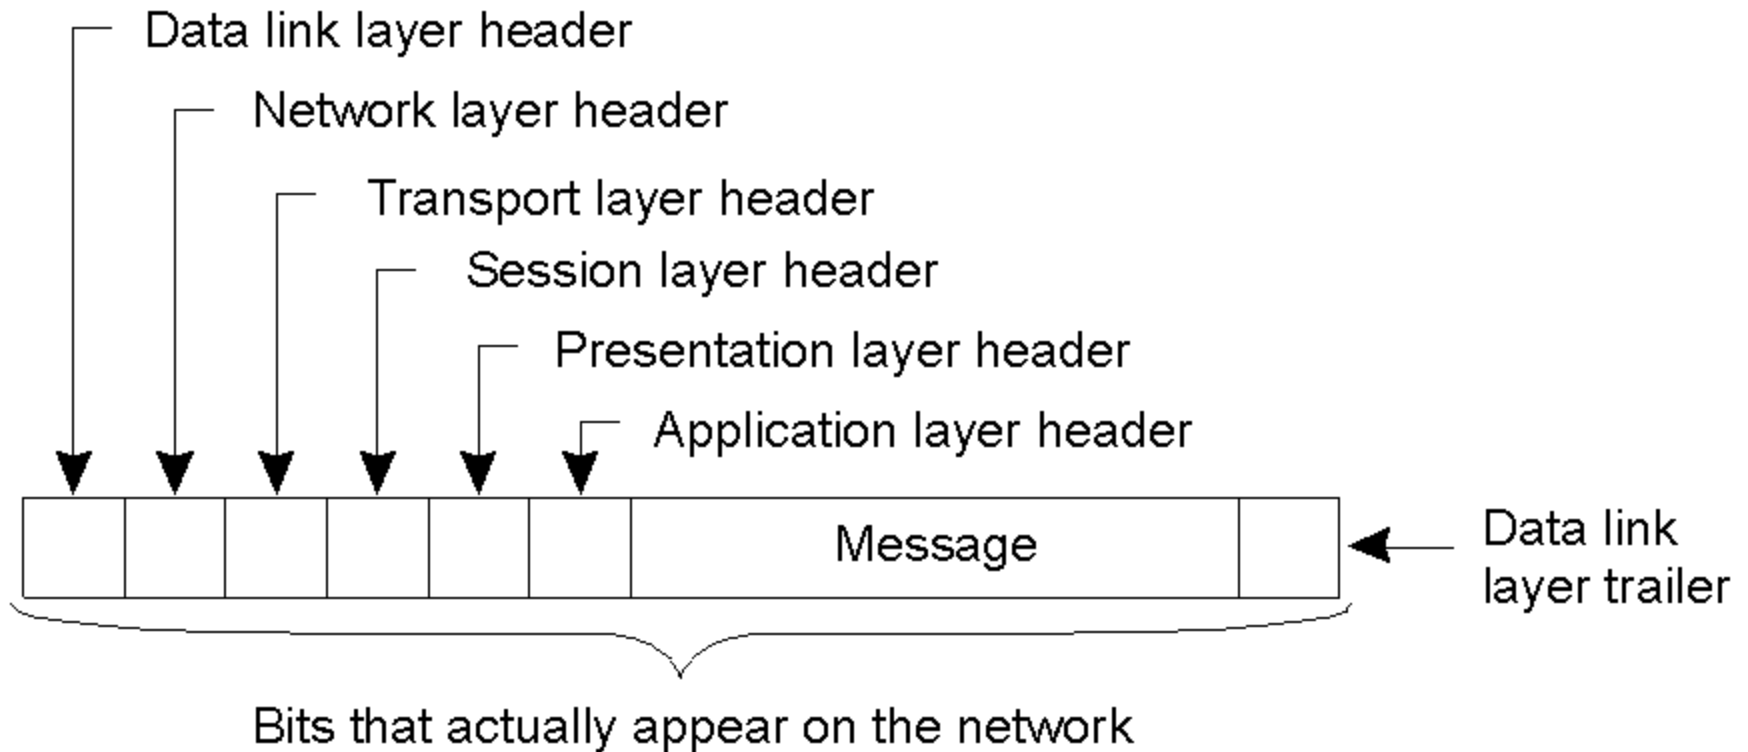 Data link layer header
Network layer header
Transport layer header
Session layer header
Presentation layer header
Application layer header
Message
Data link
layer trailer
Bits that actually appear on the network